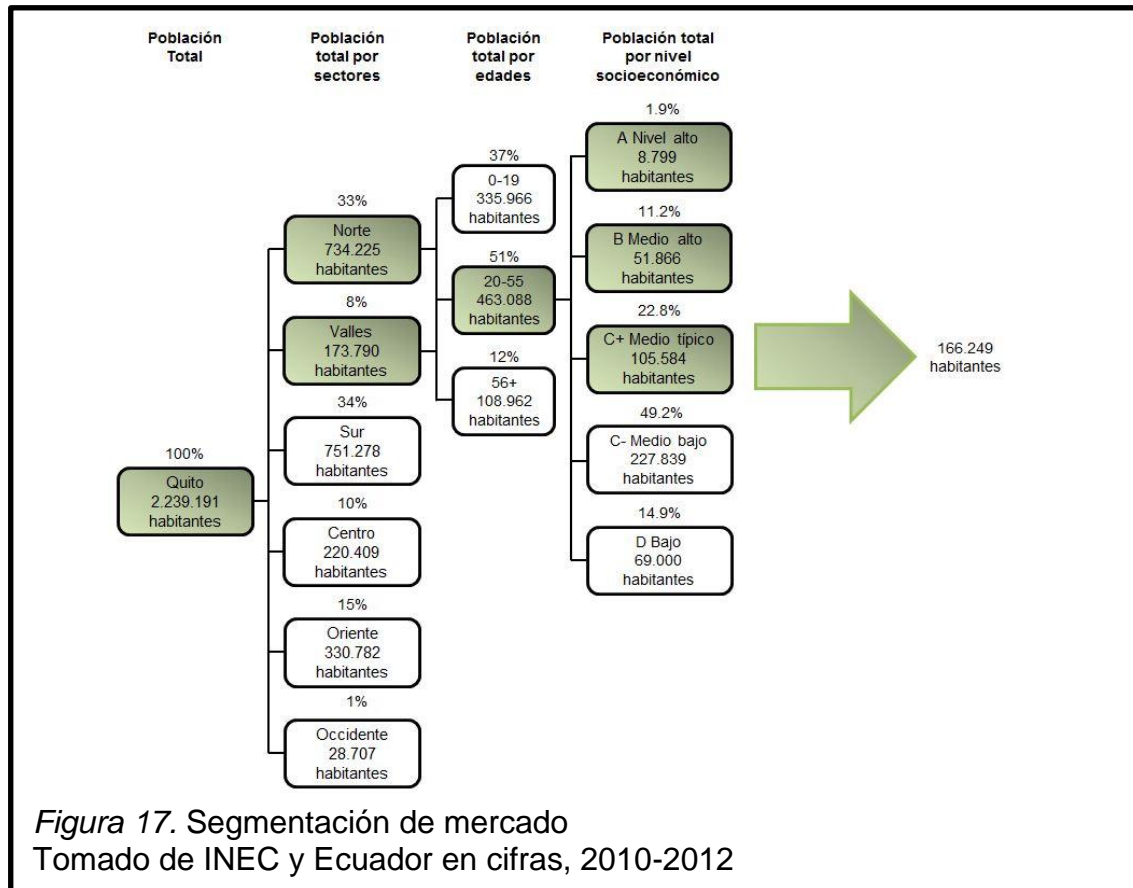 Población
Total
Población
total por
sectores
Población
total por
edades
Población total
por nivel
socioeconómico
100%
Quito
2.239.191
habitantes
33%
Norte
734.225
habitantes
8%
Valles
173.790
habitantes
34%
Sur
751.278
habitantes
10%
Centro
220.409
habitantes
15%
Oriente
330.782
habitantes
1%
Occidente
28.707
habitantes
37%
0-19
335.966
habitantes
51%
20-55
463.088
habitantes
12%
56+
108.962
habitantes
1.9%
A Nivel alto
8.799
habitantes
11.2%
B Medio alto
51.866
habitantes
22.8%
C+ Medio típico
105.584
habitantes
49.2%
C- Medio bajo
227.839
habitantes
14.9%
D Bajo
69.000
habitantes
166.249
habitantes
Figura 17. Segmentación de mercado
Tomado de INEC y Ecuador en cifras, 2010-2012